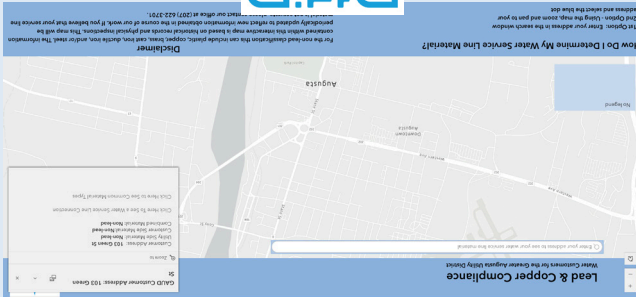 Lead & Copper Compliance
Water Customers for the Greater Augusta Utility District
Enter your address to see your water service line material
GAUD Customer Address: 103 Green
St
Zoom to
Customer Address: 103 Green St
Utility Side Material: Non-lead
Customer Side Material: Non-lead
Combined Material: Non-lead
Click Here To See a Water Service Line Connection
Click Here to See Common Material Types
Western Ave
State St
Downtown
Augusta
Augusta
No legend
How Do I Determine My Water Service Line Material?
1st Option: Enter your address in the search window
2nd Option - Using the map, zoom and pan to your
address and select the blue dot
Disclaimer
For the non-lead classification this can include plastic, copper, brass, cast iron, ductile iron, and/or steel. The information
contained within this interactive map is based on historical records and physical inspections. This map will be
periodically updated to reflect new information obtained in the course of our work. If you believe that your service line
contact our office at (207) 622-3701.